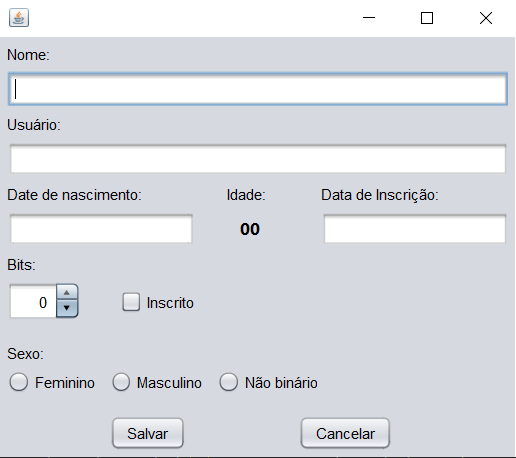 Nome:
Usuário:
Date de nascimento: Idade: Data de Inscrição:
00
Bits:
0 Inscrito
Sexo:
Feminino Masculino Não binário
Salvar Cancelar